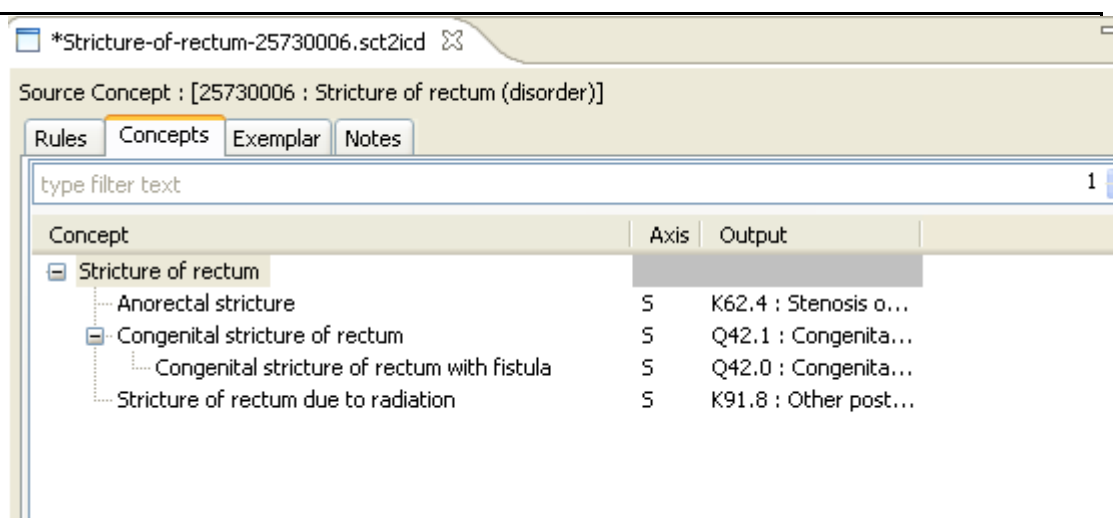 *Stricture-of-rectum-25730006.sct2icd
Source Concept : [25730006 : Stricture of rectum (disorder)]
Rules Concepts Exemplar Notes
type filter text 1
Concept Axis Output
Stricture of rectum
Anorectal stricture S K62.4 : Stenosis o...
Congenital stricture of rectum S Q42.1 : Congenita...
Congenital stricture of rectum with fistula S Q42.0 : Congenita...
Stricture of rectum due to radiation S K91.8 : Other post...